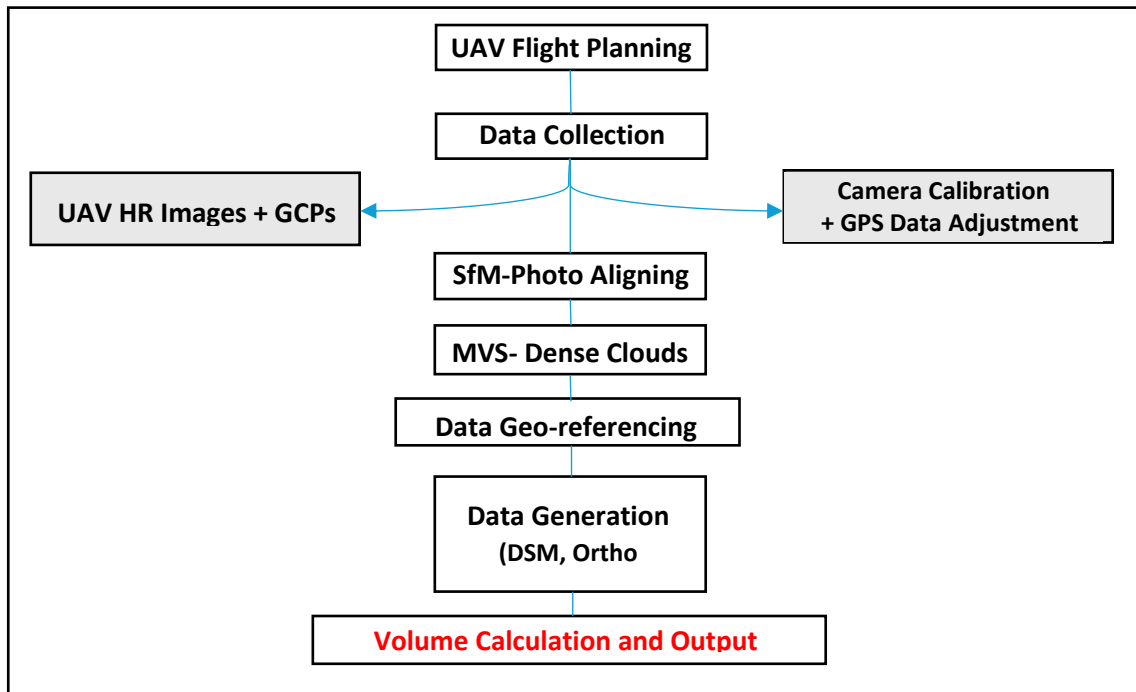 UAV Flight Planning
Data Collection
UAV HR Images + GCPs
Camera Calibration
+ GPS Data Adjustment
SfM-Photo Aligning
MVS- Dense Clouds
Data Geo-referencing
Data Generation
(DSM, Ortho
Volume Calculation and Output